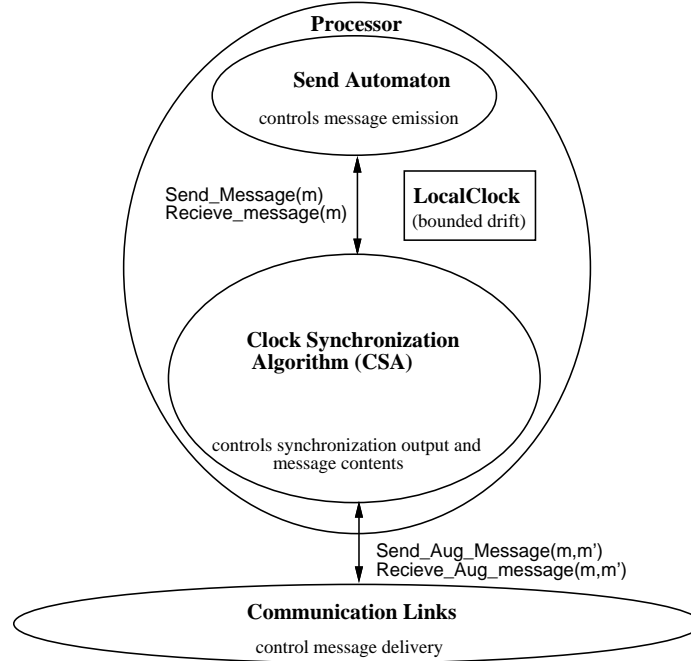 Processor
Send Automaton
controls message emission
Send_Message(m)
Recieve_message(m)
LocalClock
(bounded drift)
Clock Synchronization
Algorithm (CSA)
controls synchronization output and
message contents
Send_Aug_Message(m,m')
Recieve_Aug_message(m,m')
Communication Links
control message delivery